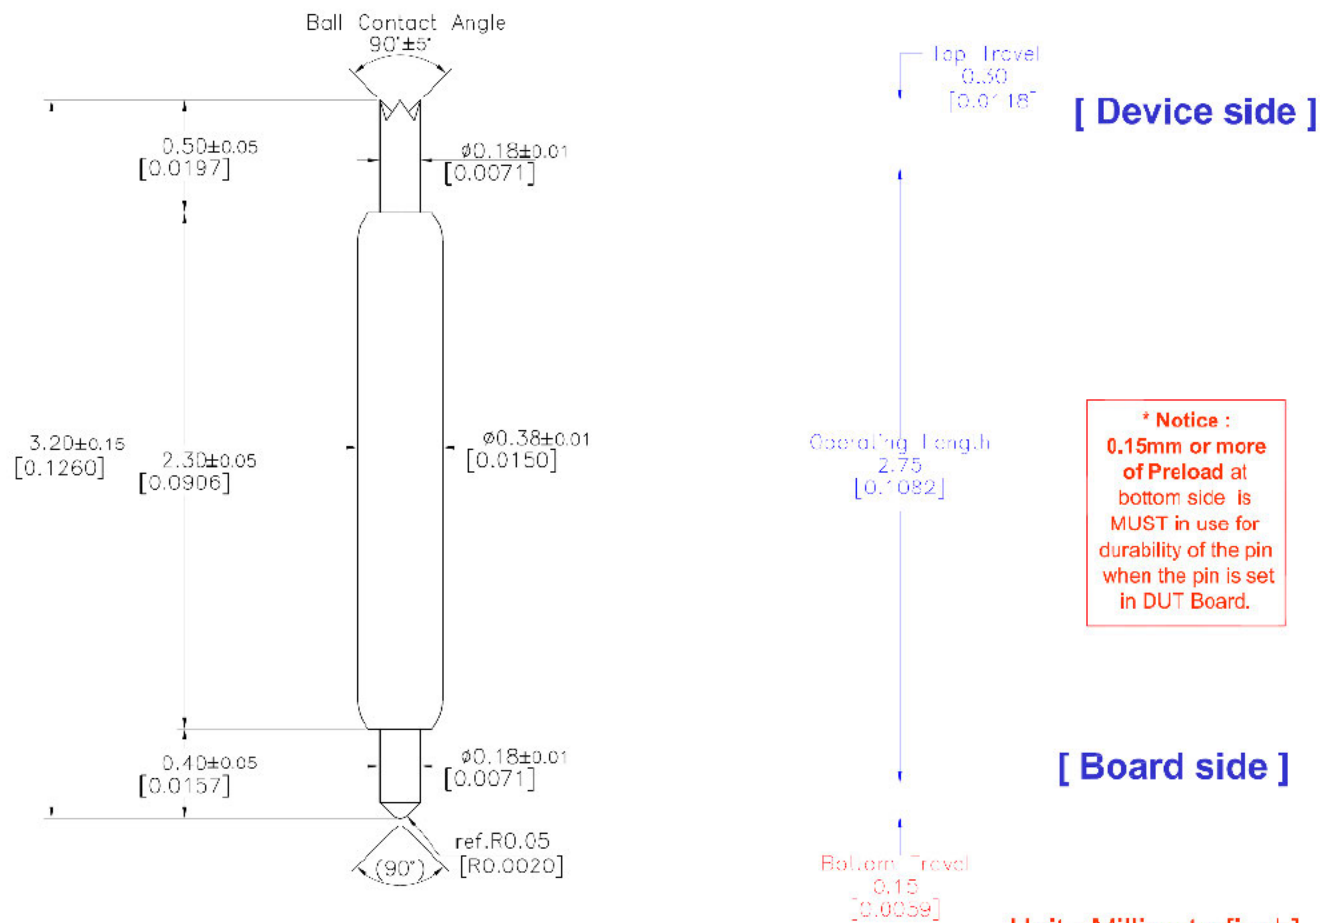 Ball Contact Angle
90°±5°
Top Travel
0.30
[0.0118]
[ Device side ]
0.50±0.05
[0.0197]
ø0.18±0.01
[0.0071]
3.20±0.15
[0.1260]
2.30±0.05
[0.0906]
ø0.38±0.01
[0.0150]
Operating Length
2.75
[0.1082]
* Notice :
0.15mm or more
of Preload at
bottom side is
MUST in use for
durability of the pin
when the pin is set
in DUT Board.
0.40±0.05
[0.0157]
ø0.18±0.01
[0.0071]
[ Board side ]
ref.R0.05
[R0.0020]
(90°)
Bottom Travel
0.15
[0.0059]